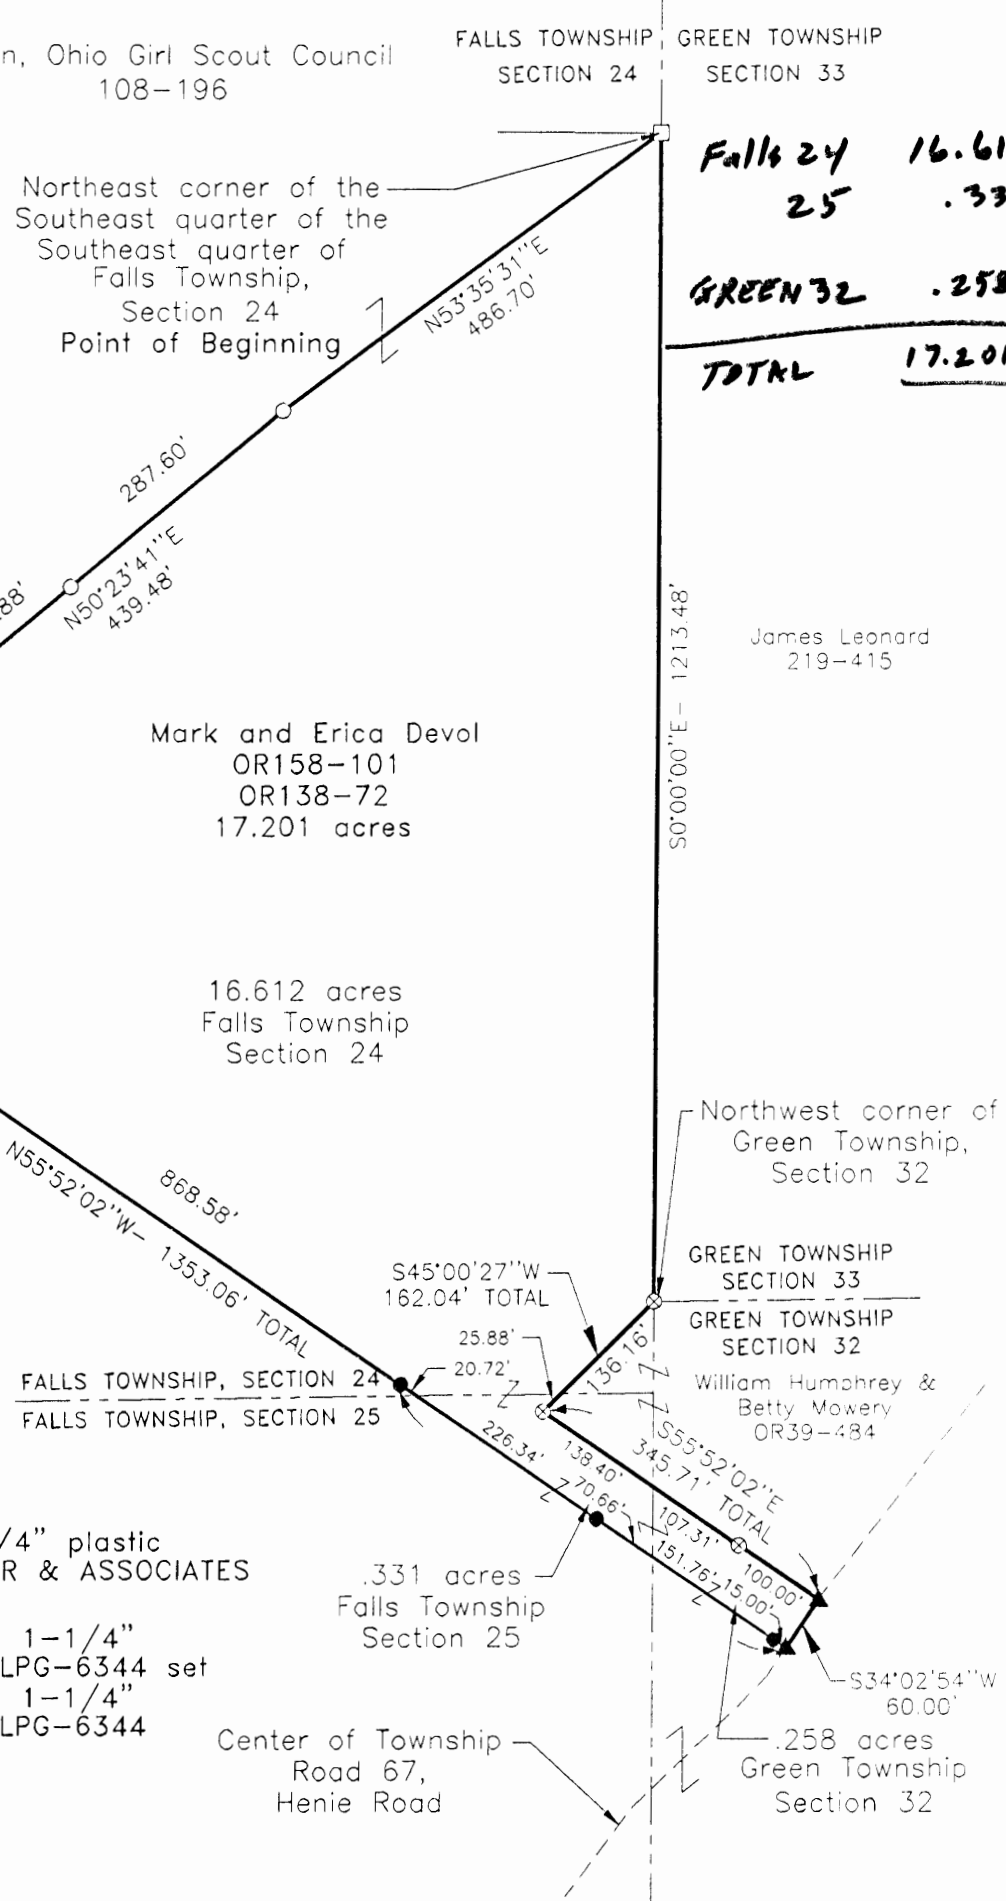 n, Ohio Girl Scout Council
108-196
FALLS TOWNSHIP
SECTION 24
GREEN TOWNSHIP
SECTION 33
Falls 24 16.61
25 .33
GREEN 32 .258
TOTAL 17.201
Northeast corner of the
Southeast quarter of the
Southeast quarter of
Falls Township,
Section 24
Point of Beginning
N53°35'31"E
486.70'
287.60'
N50°23'41"E
439.48'
88'
S0°00'00"E- 1213.48'
James Leonard
219-415
Mark and Erica Devol
OR158-101
OR138-72
17.201 acres
16.612 acres
Falls Township
Section 24
Northwest corner of
Green Township,
Section 32
868.58'
N55°52'02"W- 1353.06' TOTAL
S45°00'27"W
162.04' TOTAL
GREEN TOWNSHIP
SECTION 33
GREEN TOWNSHIP
SECTION 32
25.88'
136.16'
20.72'
FALLS TOWNSHIP, SECTION 24
FALLS TOWNSHIP, SECTION 25
William Humphrey &
Betty Mowery
OR39-484
S55°52'02"E
345.71' TOTAL
226.34'
138.40'
70.66'
107.31'
151.76'
100.00'
15.00'
/4" plastic
R & ASSOCIATES
1-1/4"
LPG-6344 set
1-1/4"
LPG-6344
.331 acres
Falls Township
Section 25
S34°02'54"W
60.00'
.258 acres
Green Township
Section 32
Center of Township
Road 67,
Henie Road